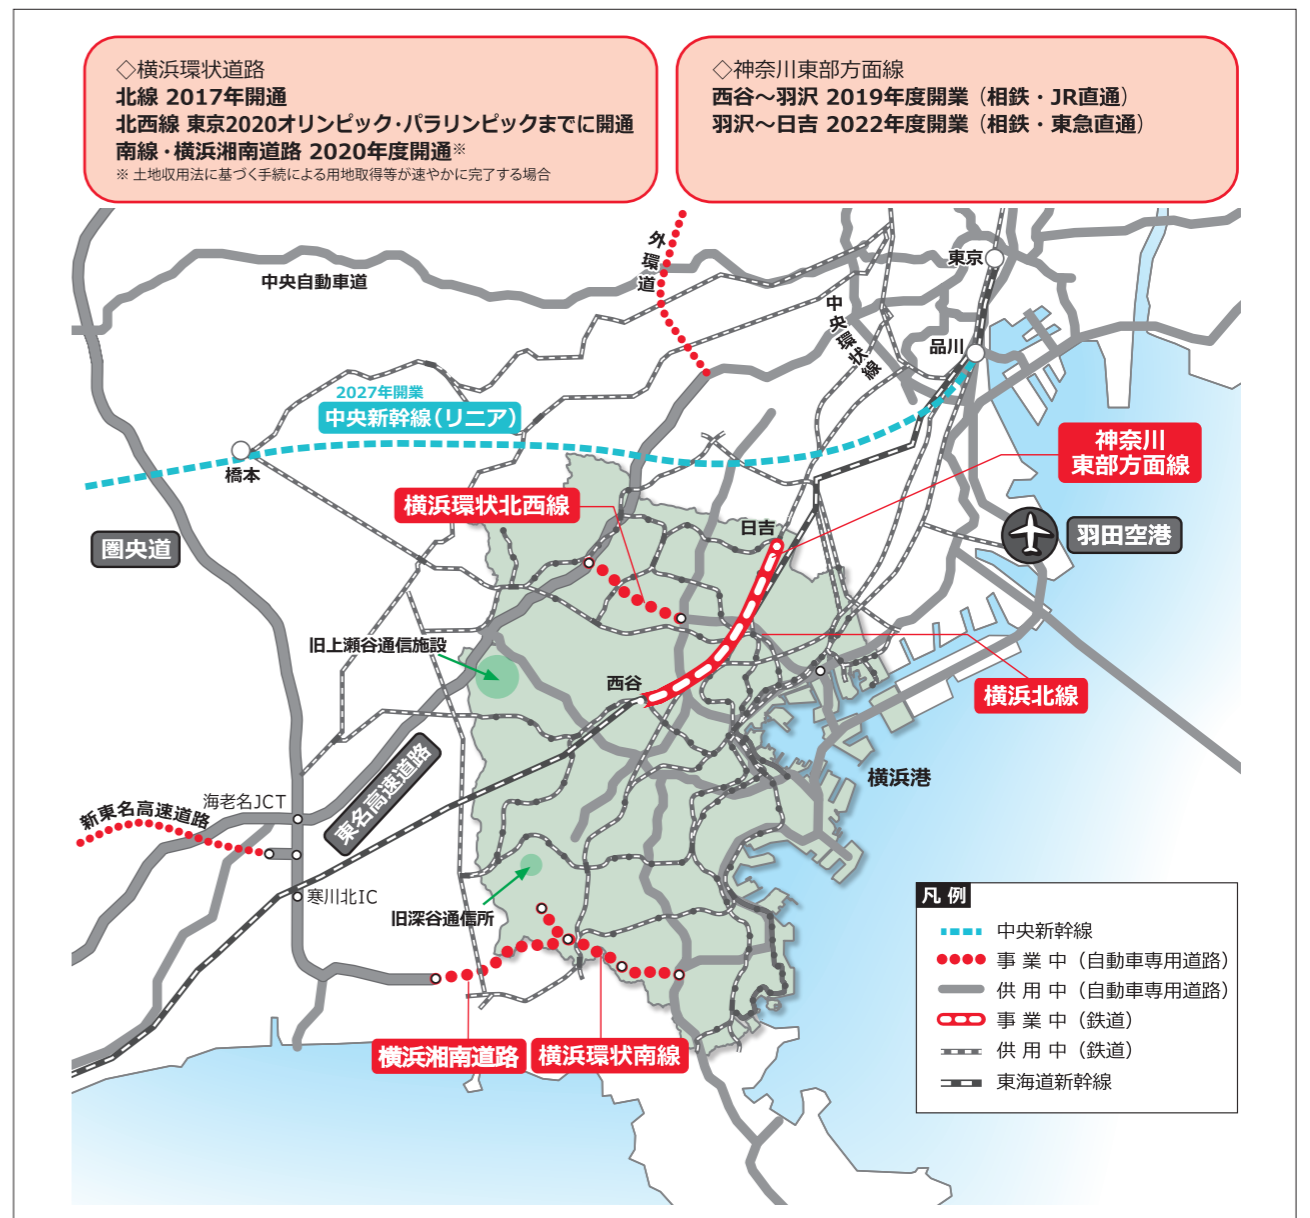 ◇横浜環状道路
北線 2017年開通
北西線 東京2020オリンピック・パラリンピックまでに開通
南線・横浜湘南道路 2020年度開通※
※ 土地収用法に基づく手続による用地取得等が速やかに完了する場合
◇神奈川東部方面線
西谷～羽沢 2019年度開業（相鉄・JR直通）
羽沢～日吉 2022年度開業（相鉄・東急直通）
外環道
中央自動車道
東京
中央環状線
品川
2027年開業
中央新幹線（リニア）
橋本
神奈川
東部方面線
横浜環状北西線
日吉
圏央道
羽田空港
旧上瀬谷通信施設
西谷
横浜北線
横浜港
東名高速道路
海老名JCT
新東名高速道路
寒川北IC
旧深谷通信所
横浜湘南道路
横浜環状南線
凡 例
中央新幹線
事 業 中（自動車専用道路）
供 用 中（自動車専用道路）
事 業 中（鉄道）
供 用 中（鉄道）
東海道新幹線